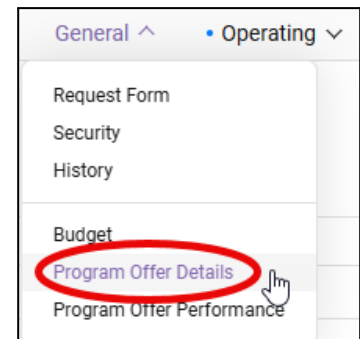 General • Operating
Request Form
Security
History
Budget
Program Offer Details
Program Offer Performance